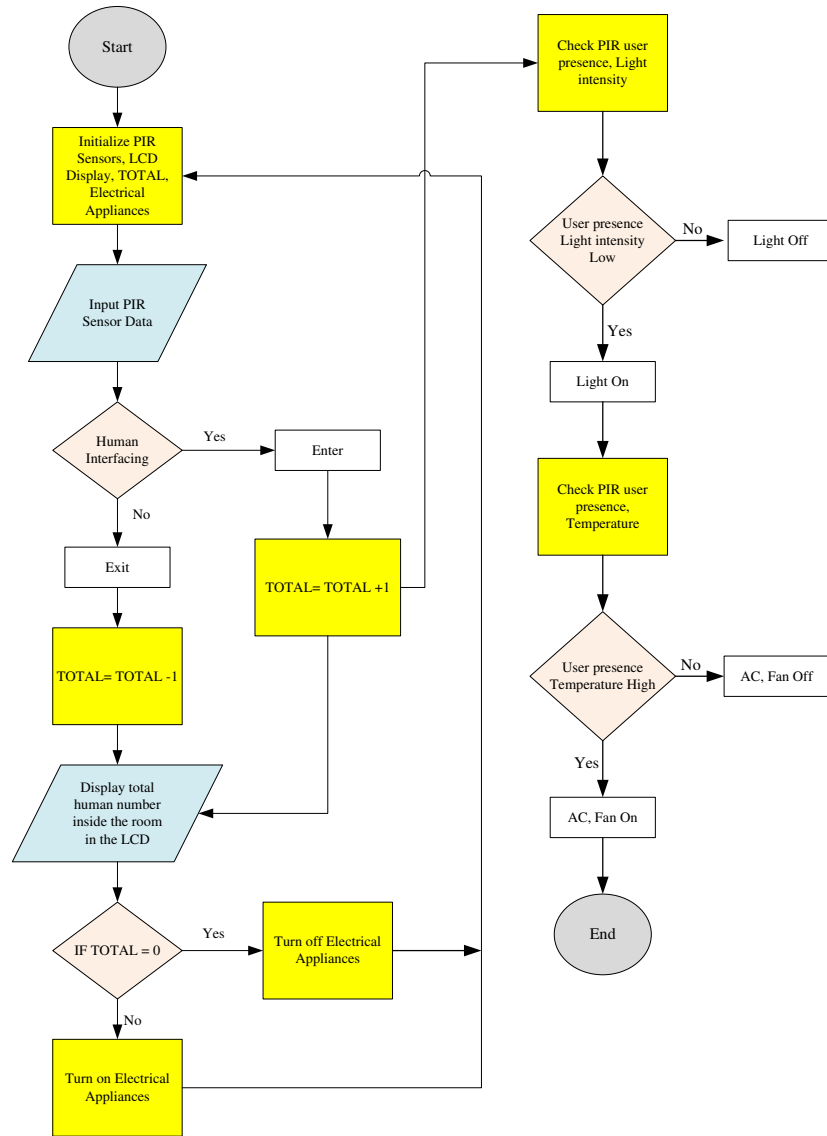 Start
Initialize PIR
Sensors, LCD
Display, TOTAL,
Electrical
Appliances
Input PIR
Sensor Data
Human
Interfacing
Yes
Enter
No
Exit
TOTAL= TOTAL +1
TOTAL= TOTAL -1
Display total
human number
inside the room
in the LCD
IF TOTAL = 0
Yes
Turn off Electrical
Appliances
No
Turn on Electrical
Appliances
Check PIR user
presence, Light
intensity
User presence
Light intensity
Low
No
Light Off
Yes
Light On
Check PIR user
presence,
Temperature
User presence
Temperature High
No
AC, Fan Off
Yes
AC, Fan On
End